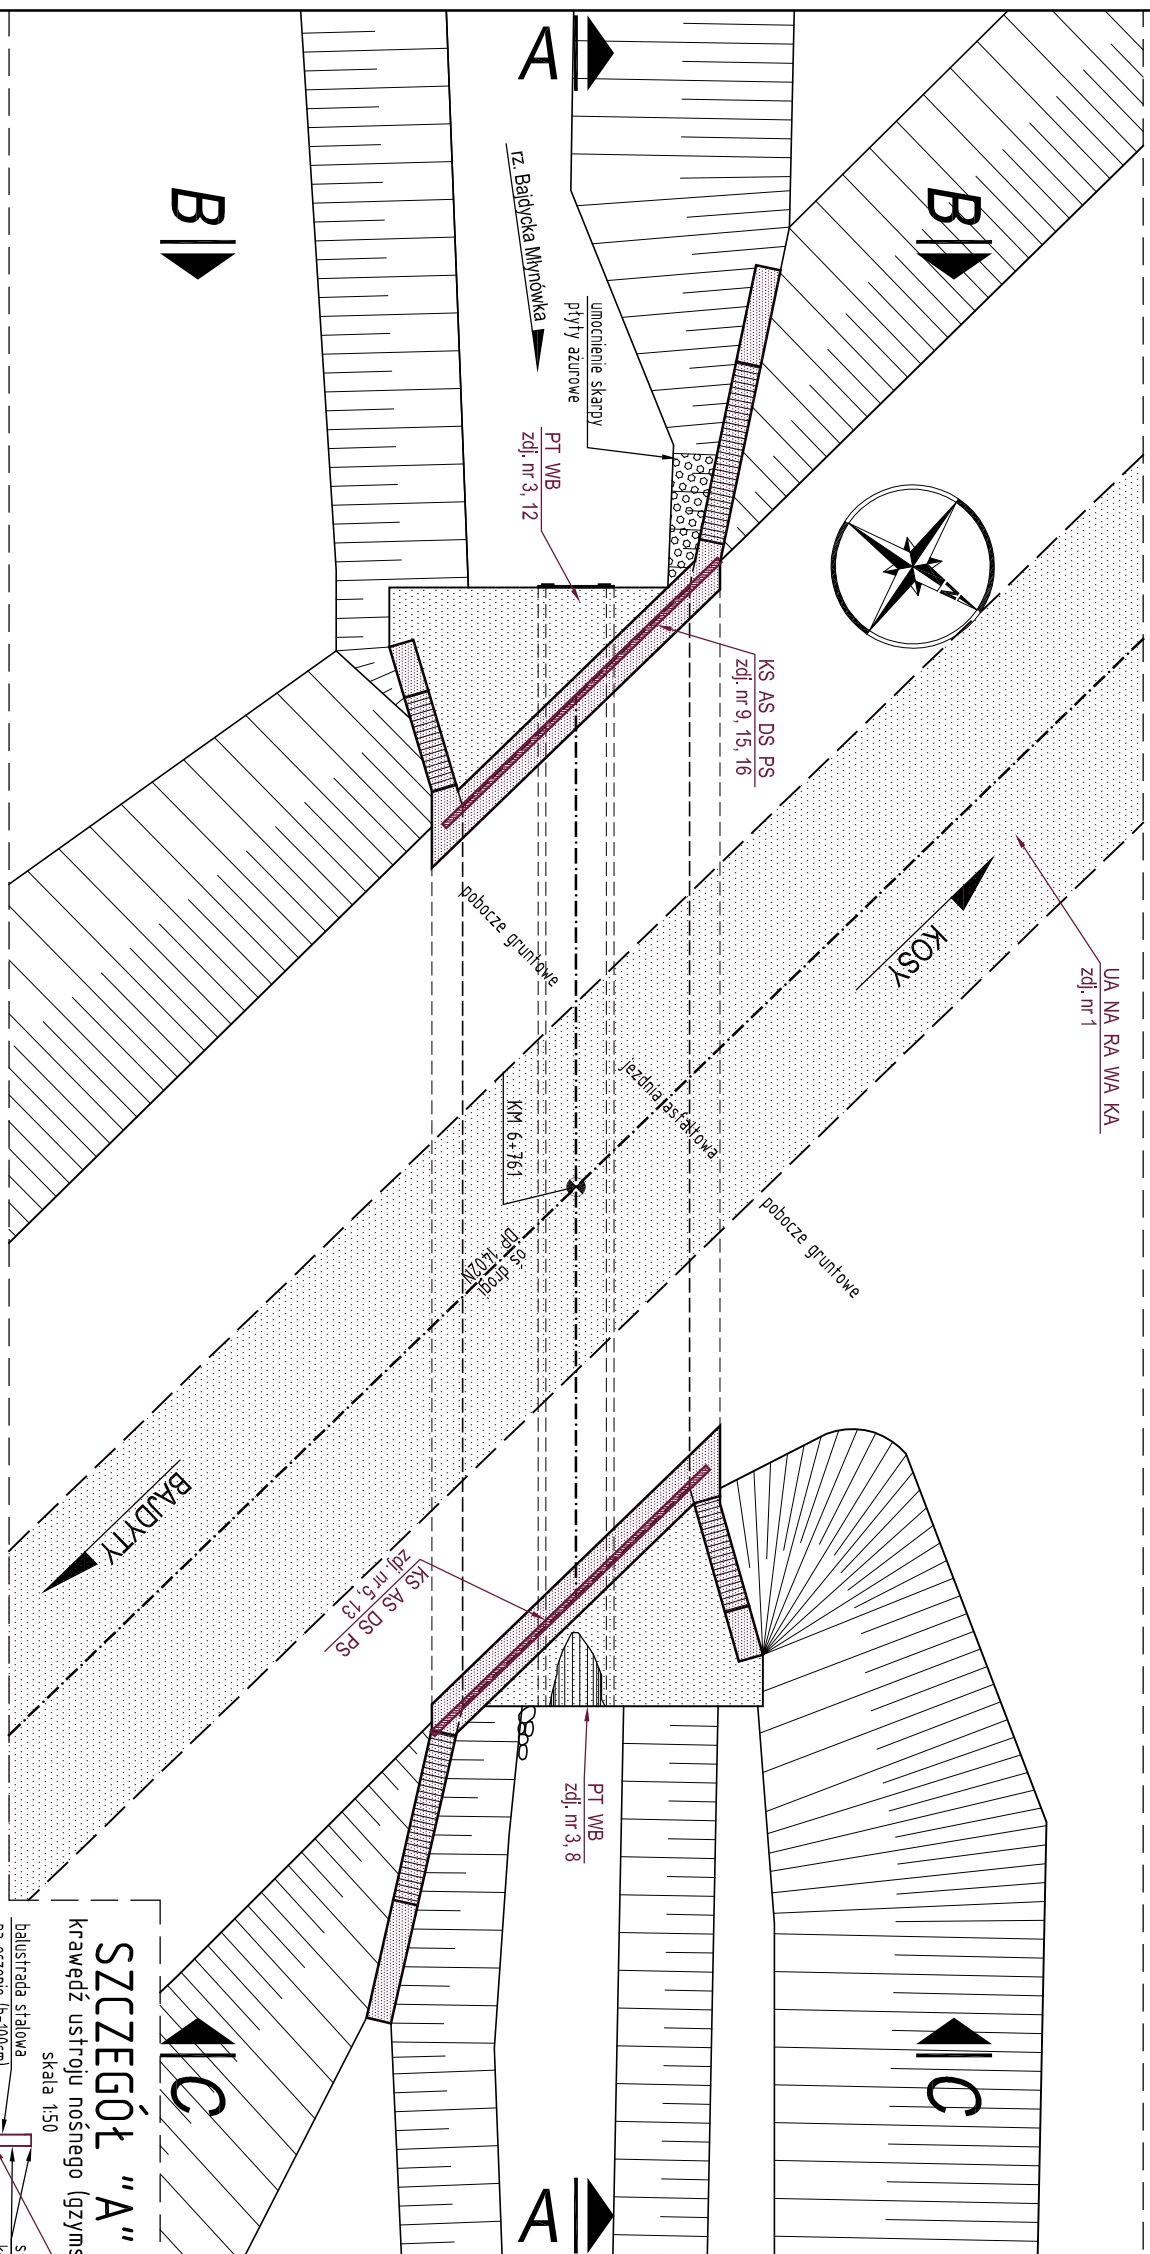 A
B
B
rz. Bajdycka Młynówka
umocnienie skarpy
płyty ażurowe
PT WB
zdj. nr 3, 12
N
KS AS DS PS
zdj. nr 9, 15, 16
UA NA RA WA KA
zdj. nr 1
KOSY
pobocze gruntowe
jezdnia asfaltowa
KM 6+761
pobocze gruntowe
oś drogi
DP 1402N
BAJDYTY
KS AS DS PS
zdj. nr 5, 13
PT WB
zdj. nr 3, 8
C
C
A
SZCZEGÓŁ "A"
krawędź ustroju nośnego (gzyms
skala 1:50
balustrada stalowa